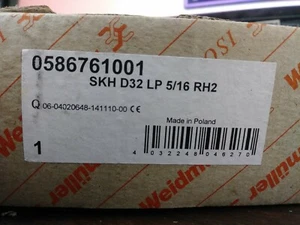 0586761001
SKH D32 LP 5/16 RH2
Q 06-04020648-141110-00 CE
Made in Poland
1
4 032248 046270
Weidmüller